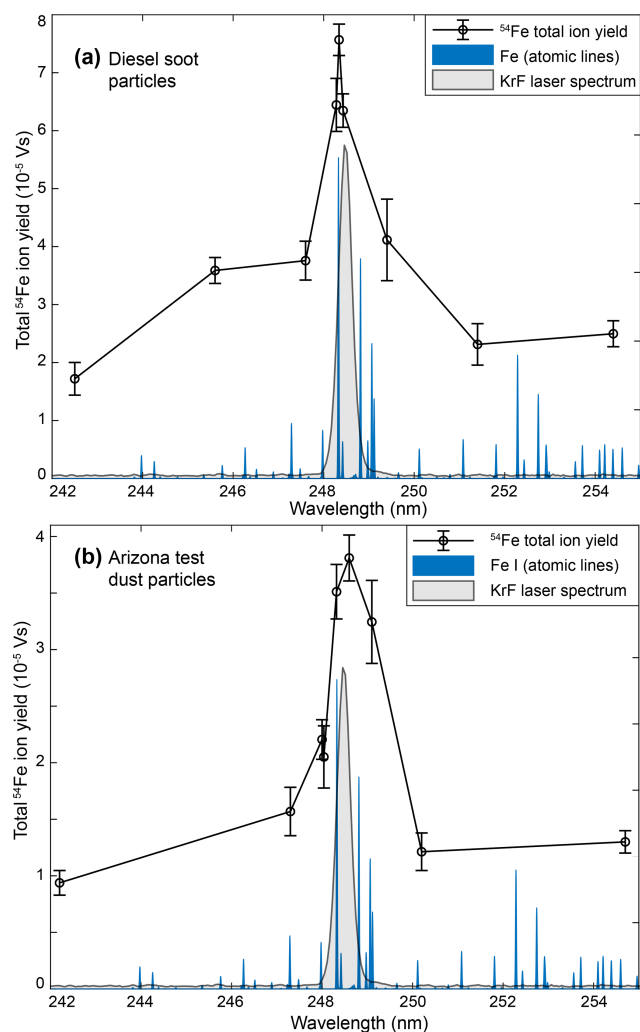 (a) Diesel soot
particles
⁵⁴Fe total ion yield
Fe (atomic lines)
KrF laser spectrum
Total ⁵⁴Fe ion yield (10⁻⁵ Vs)
8
7
6
5
4
3
2
1
0
242 244 246 248 250 252 254
Wavelength (nm)
(b) Arizona test
dust particles
⁵⁴Fe total ion yield
Fe I (atomic lines)
KrF laser spectrum
Total ⁵⁴Fe ion yield (10⁻⁵ Vs)
4
3
2
1
0
242 244 246 248 250 252 254
Wavelength (nm)